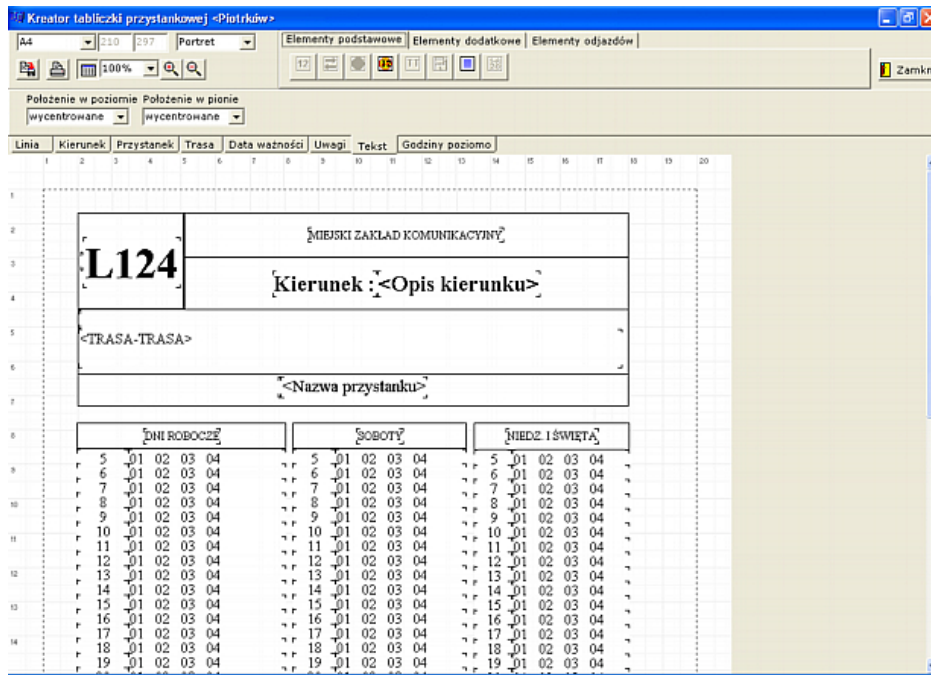 Kreator tabliczki przystankowej <Piotrków>
A4 210 297 Portret
Elementy podstawowe Elementy dodatkowe Elementy odjazdów
100%
Zamkn
Położenie w poziomie Położenie w pionie
wycentrowane wycentrowane
Linia Kierunek Przystanek Trasa Data ważności Uwagi Tekst Godziny poziomo
1 2 3 4 5 6 7 8 9 10 11 12 13 14 15 16 17 18 19 20
1
2
3
4
5
6
7
8
9
10
11
12
13
14
MIEJSKI ZAKŁAD KOMUNIKACYJNY
L124
Kierunek : <Opis kierunku>
<TRASA-TRASA>
<Nazwa przystanku>
DNI ROBOCZE SOBOTY NIEDZ. I ŚWIĘTA
5 01 02 03 04 5 01 02 03 04 5 01 02 03 04
6 01 02 03 04 6 01 02 03 04 6 01 02 03 04
7 01 02 03 04 7 01 02 03 04 7 01 02 03 04
8 01 02 03 04 8 01 02 03 04 8 01 02 03 04
9 01 02 03 04 9 01 02 03 04 9 01 02 03 04
10 01 02 03 04 10 01 02 03 04 10 01 02 03 04
11 01 02 03 04 11 01 02 03 04 11 01 02 03 04
12 01 02 03 04 12 01 02 03 04 12 01 02 03 04
13 01 02 03 04 13 01 02 03 04 13 01 02 03 04
14 01 02 03 04 14 01 02 03 04 14 01 02 03 04
15 01 02 03 04 15 01 02 03 04 15 01 02 03 04
16 01 02 03 04 16 01 02 03 04 16 01 02 03 04
17 01 02 03 04 17 01 02 03 04 17 01 02 03 04
18 01 02 03 04 18 01 02 03 04 18 01 02 03 04
19 01 02 03 04 19 01 02 03 04 19 01 02 03 04